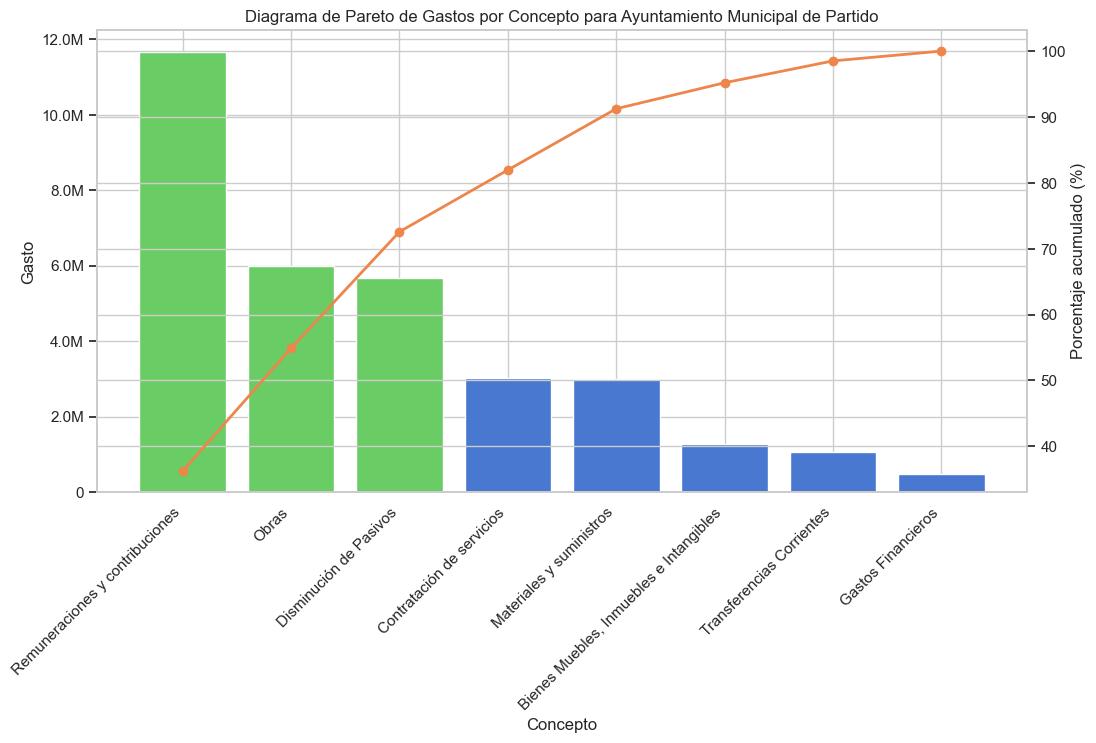 Diagrama de Pareto de Gastos por Concepto para Ayuntamiento Municipal de Partido
12.0M
10.0M
8.0M
6.0M
4.0M
2.0M
0
Gasto
100
90
80
70
60
50
40
Porcentaje acumulado (%)
Remuneraciones y contribuciones
Obras
Disminución de Pasivos
Contratación de servicios
Materiales y suministros
Bienes Muebles, Inmuebles e Intangibles
Transferencias Corrientes
Gastos Financieros
Concepto